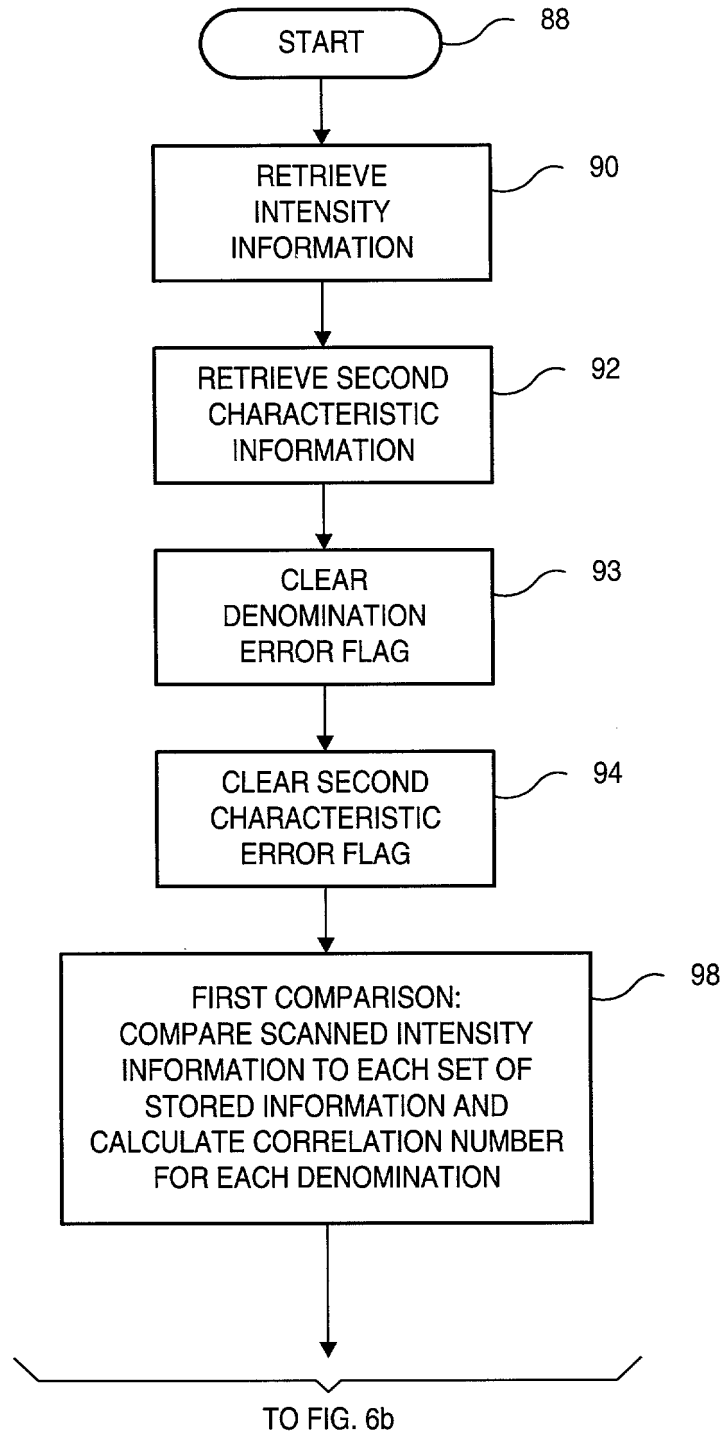 START
88
RETRIEVE
INTENSITY
INFORMATION
90
RETRIEVE SECOND
CHARACTERISTIC
INFORMATION
92
CLEAR
DENOMINATION
ERROR FLAG
93
CLEAR SECOND
CHARACTERISTIC
ERROR FLAG
94
FIRST COMPARISON:
COMPARE SCANNED INTENSITY
INFORMATION TO EACH SET OF
STORED INFORMATION AND
CALCULATE CORRELATION NUMBER
FOR EACH DENOMINATION
98
TO FIG. 6b